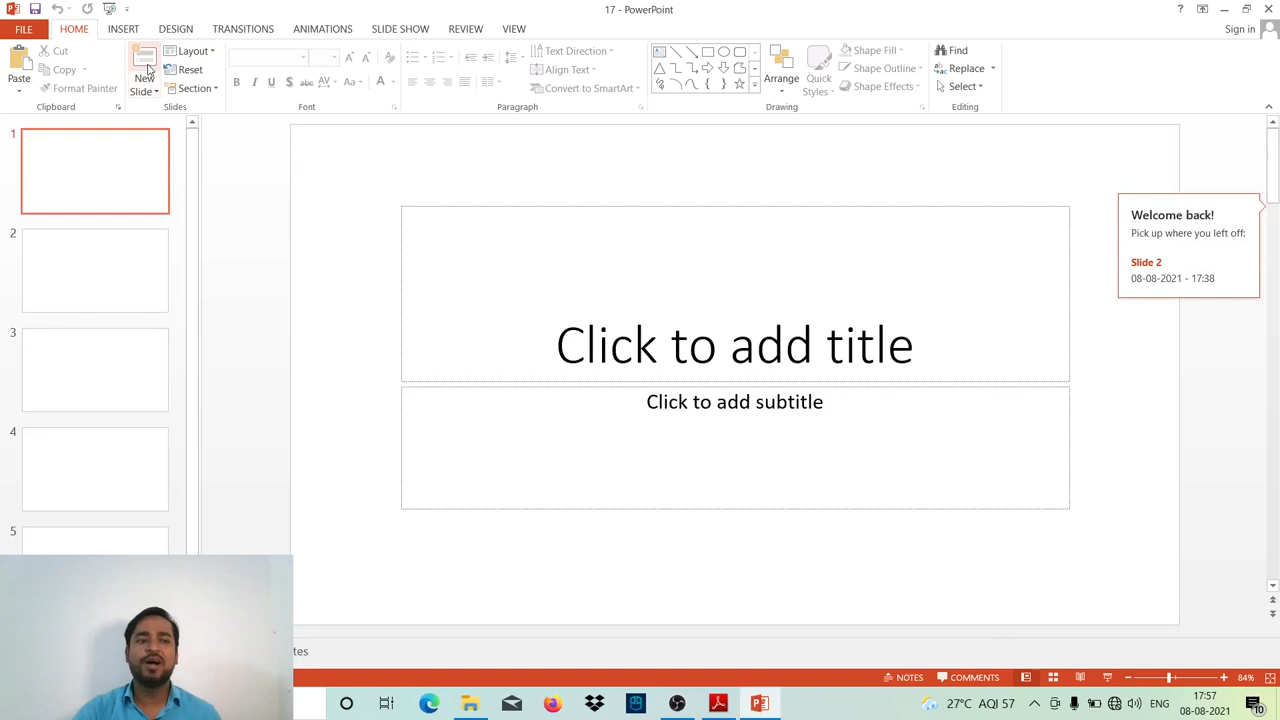 17 - PowerPoint
Sign in
FILE HOME INSERT DESIGN TRANSITIONS ANIMATIONS SLIDE SHOW REVIEW VIEW
Paste
Cut
Copy
Format Painter
Clipboard
New
Slide
Layout
Reset
Section
Slides
Font
Text Direction
Align Text
Convert to SmartArt
Paragraph
Arrange
Quick
Styles
Shape Fill
Shape Outline
Shape Effects
Drawing
Find
Replace
Select
Editing
1
2
3
4
5
Click to add title
Click to add subtitle
Welcome back!
Pick up where you left off:
Slide 2
08-08-2021 - 17:38
tes
NOTES
COMMENTS
84%
27°C AQI 57
17:57
08-08-2021
10